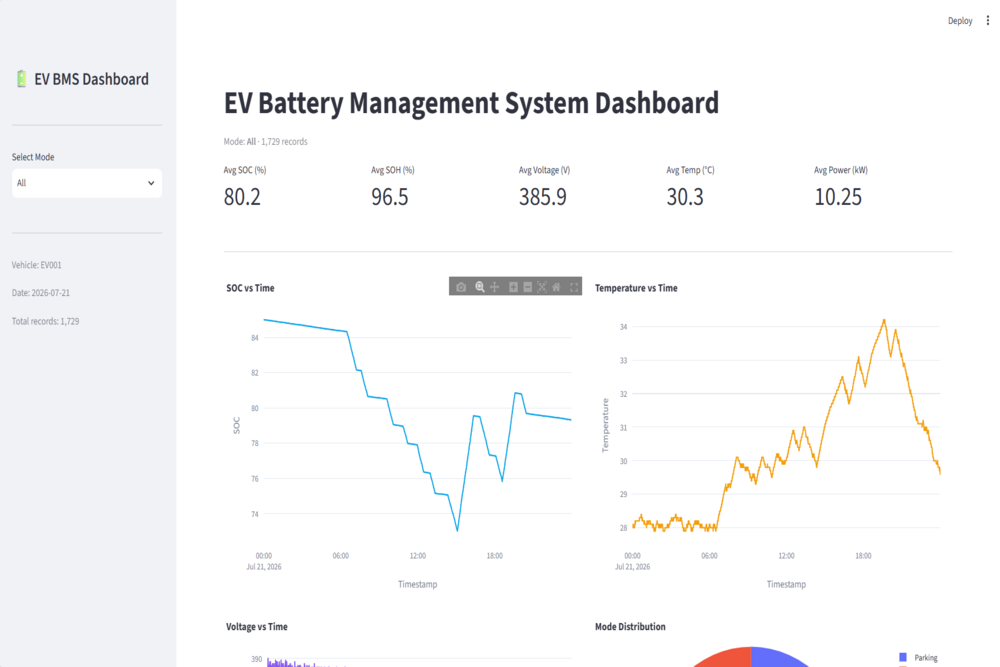 Deploy
EV BMS Dashboard
EV Battery Management System Dashboard
Mode: All · 1,729 records
Select Mode
All
Avg SOC (%)
Avg SOH (%)
Avg Voltage (V)
Avg Temp (°C)
Avg Power (kW)
80.2
96.5
385.9
30.3
10.25
Vehicle: EV001
Date: 2026-07-21
Total records: 1,729
SOC vs Time
84
82
80
78
76
74
SOC
00:00
06:00
12:00
18:00
Jul 21, 2026
Timestamp
Temperature vs Time
34
33
32
31
30
29
28
Temperature
00:00
06:00
12:00
18:00
Jul 21, 2026
Timestamp
Voltage vs Time
390
Mode Distribution
Parking